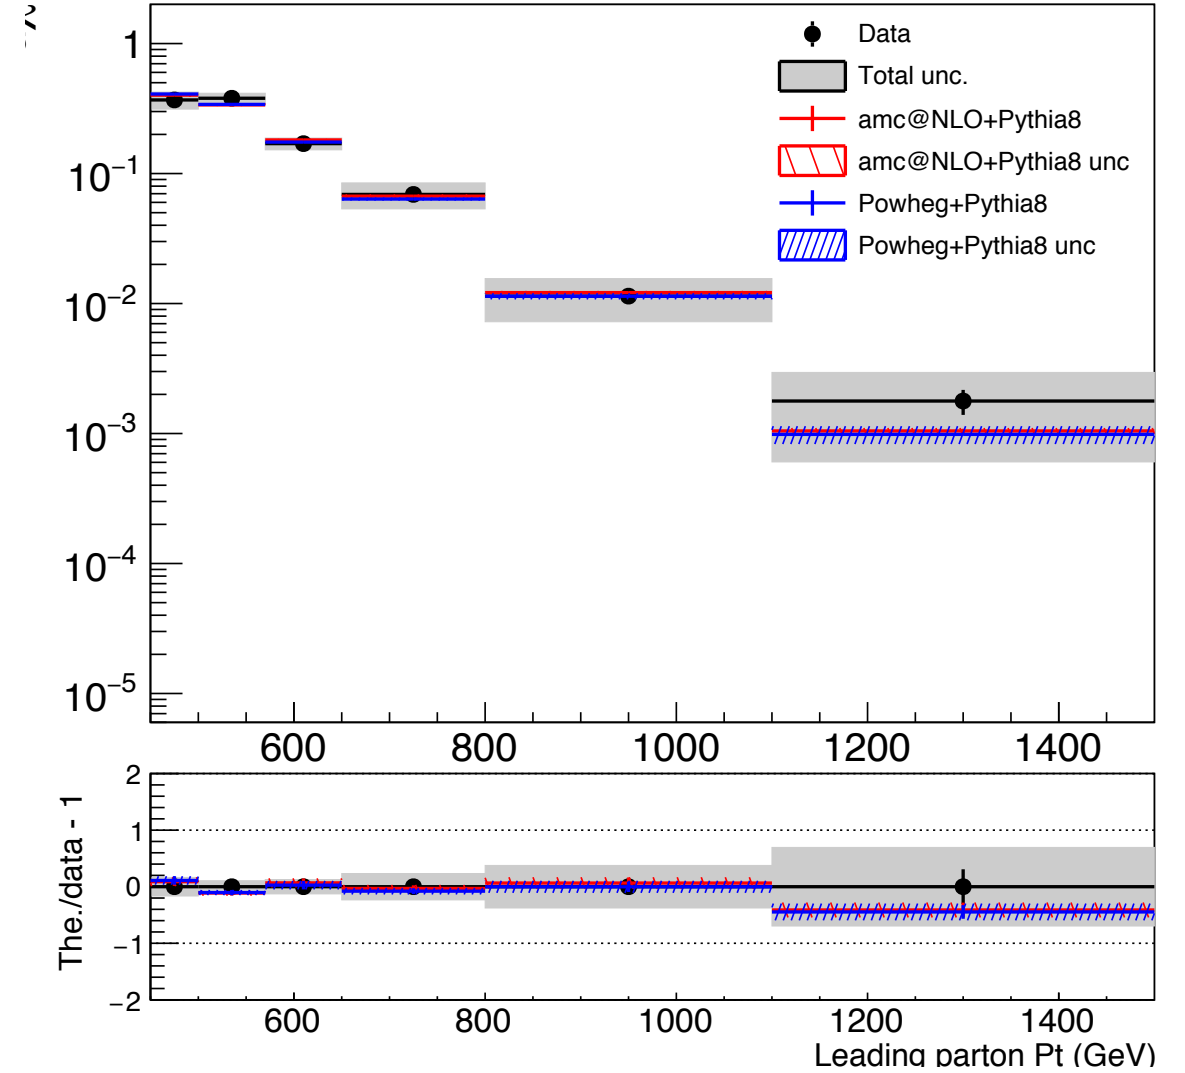 Data
Total unc.
amc@NLO+Pythia8
amc@NLO+Pythia8 unc
Powheg+Pythia8
Powheg+Pythia8 unc
1
10⁻¹
10⁻²
10⁻³
10⁻⁴
10⁻⁵
600 800 1000 1200 1400
The./data - 1
2
1
0
−1
−2
600 800 1000 1200 1400
Leading parton Pt (GeV)